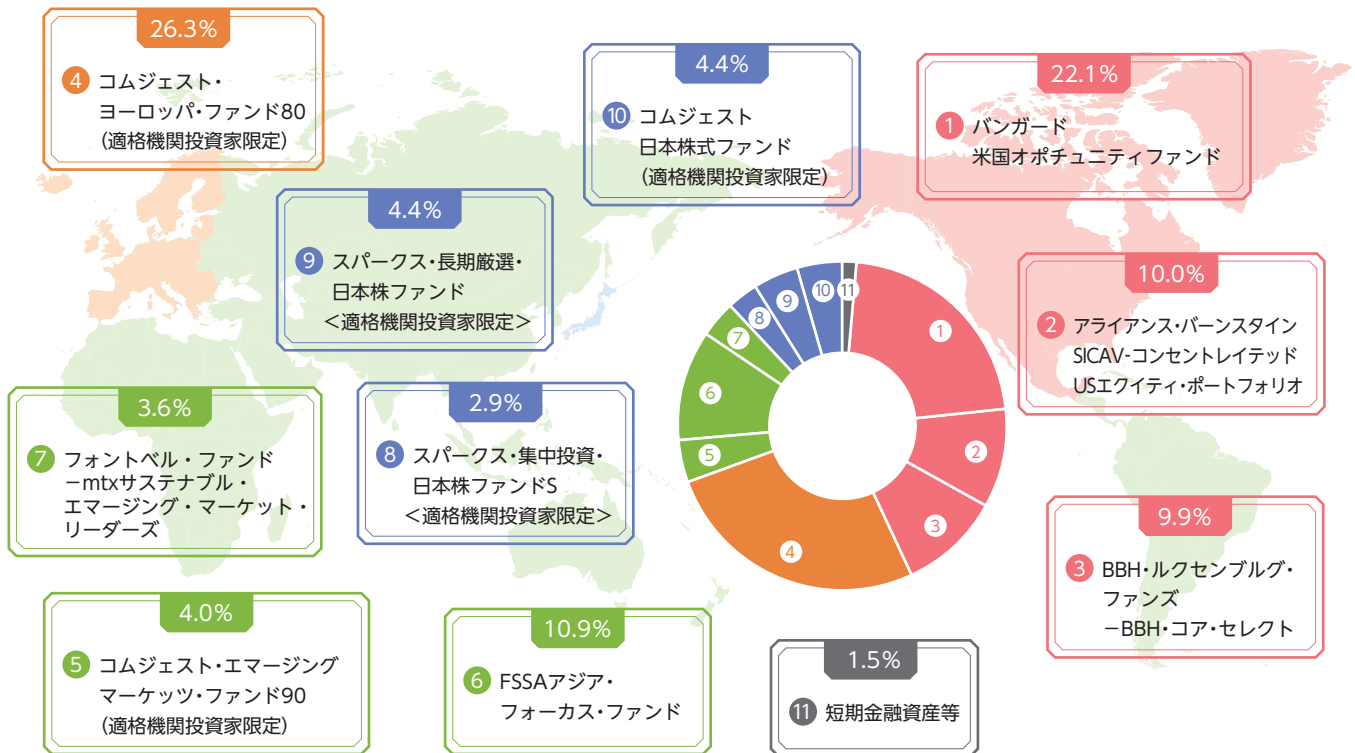 26.3%
④ コムジェスト・
ヨーロッパ・ファンド80
(適格機関投資家限定)
4.4%
⑩ コムジェスト
日本株式ファンド
(適格機関投資家限定)
22.1%
① バンガード
米国オポチュニティファンド
4.4%
⑨ スパークス・長期厳選・
日本株ファンド
<適格機関投資家限定>
10.0%
② アライアンス・バーンスタイン
SICAV-コンセントレイテッド
USエクイティ・ポートフォリオ
3.6%
⑦ フォントベル・ファンド
−mtxサステナブル・
エマージング・マーケット・
リーダーズ
2.9%
⑧ スパークス・集中投資・
日本株ファンドS
<適格機関投資家限定>
9.9%
③ BBH・ルクセンブルグ・
ファンズ
−BBH・コア・セレクト
4.0%
⑤ コムジェスト・エマージング
マーケッツ・ファンド90
(適格機関投資家限定)
10.9%
⑥ FSSAアジア・
フォーカス・ファンド
1.5%
⑪ 短期金融資産等
①
②
③
④
⑤
⑥
⑦
⑧
⑨
⑩
⑪